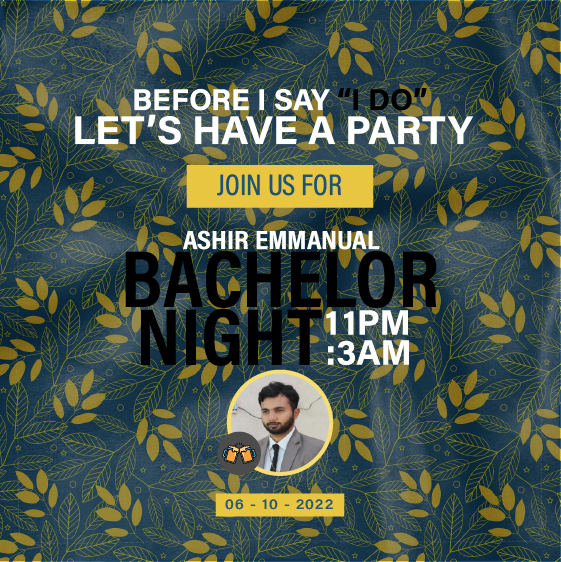 BEFORE I SAY “I DO”
LET’S HAVE A PARTY
JOIN US FOR
ASHIR EMMANUAL
BACHELOR
NIGHT 11PM
:3AM
06 - 10 - 2022